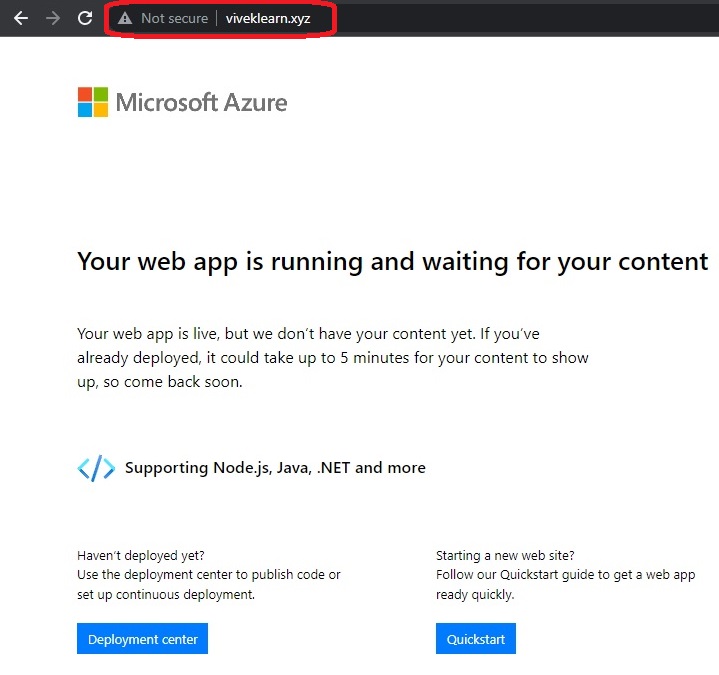 Not secure | viveklearn.xyz
Microsoft Azure
Your web app is running and waiting for your content
Your web app is live, but we don't have your content yet. If you've
already deployed, it could take up to 5 minutes for your content to show
up, so come back soon.
</> Supporting Node.js, Java, .NET and more
Haven't deployed yet?
Use the deployment center to publish code or
set up continuous deployment.
Deployment center
Starting a new web site?
Follow our Quickstart guide to get a web app
ready quickly.
Quickstart